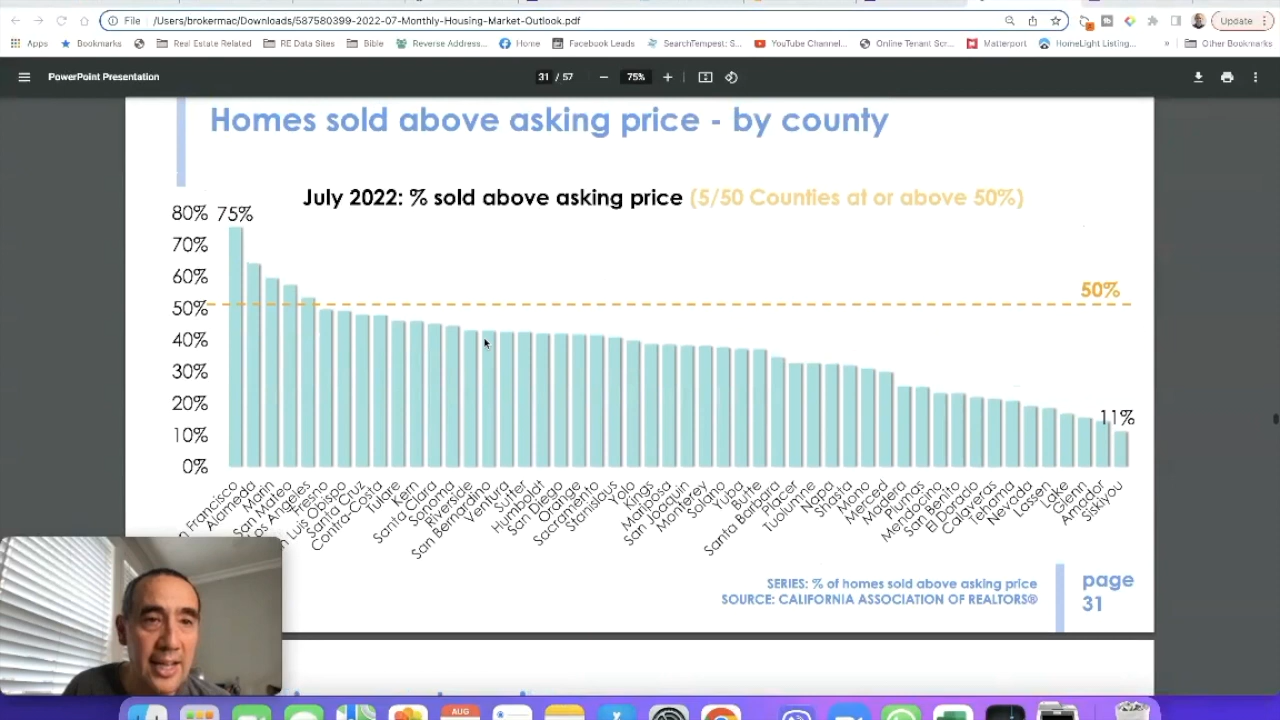 File
/Users/brokermac/Downloads/587580399-2022-07-Monthly-Housing-Market-Outlook.pdf
Update
Apps
Bookmarks
Real Estate Related
RE Data Sites
Bible
Reverse Address...
Home
Facebook Leads
SearchTempest: S...
YouTube Channel...
Online Tenant Scr...
Matterport
HomeLight Listing...
»
Other Bookmarks
PowerPoint Presentation
31 / 57
75%
Homes sold above asking price - by county
July 2022: % sold above asking price (5/50 Counties at or above 50%)
80%
75%
70%
60%
50%
50%
40%
30%
20%
11%
10%
0%
n Francisco
Alameda
Marin
San Mateo
os Angeles
Fresno
n Luis Obispo
Santa Cruz
Contra-Costa
Tulare
Kern
Santa Clara
Sonoma
Riverside
San Bernardino
Ventura
Sutter
Humboldt
San Diego
Orange
Sacramento
Stanislaus
Yolo
Kings
Mariposa
San Joaquin
Monterey
Solano
Yuba
Butte
Santa Barbara
Placer
Tuolumne
Napa
Shasta
Mono
Merced
Madera
Plumas
Mendocino
San Benito
El Dorado
Calaveras
Tehama
Nevada
Lassen
Lake
Glenn
Amador
Siskiyou
SERIES: % of homes sold above asking price
SOURCE: CALIFORNIA ASSOCIATION OF REALTORS®
page
31
AUG